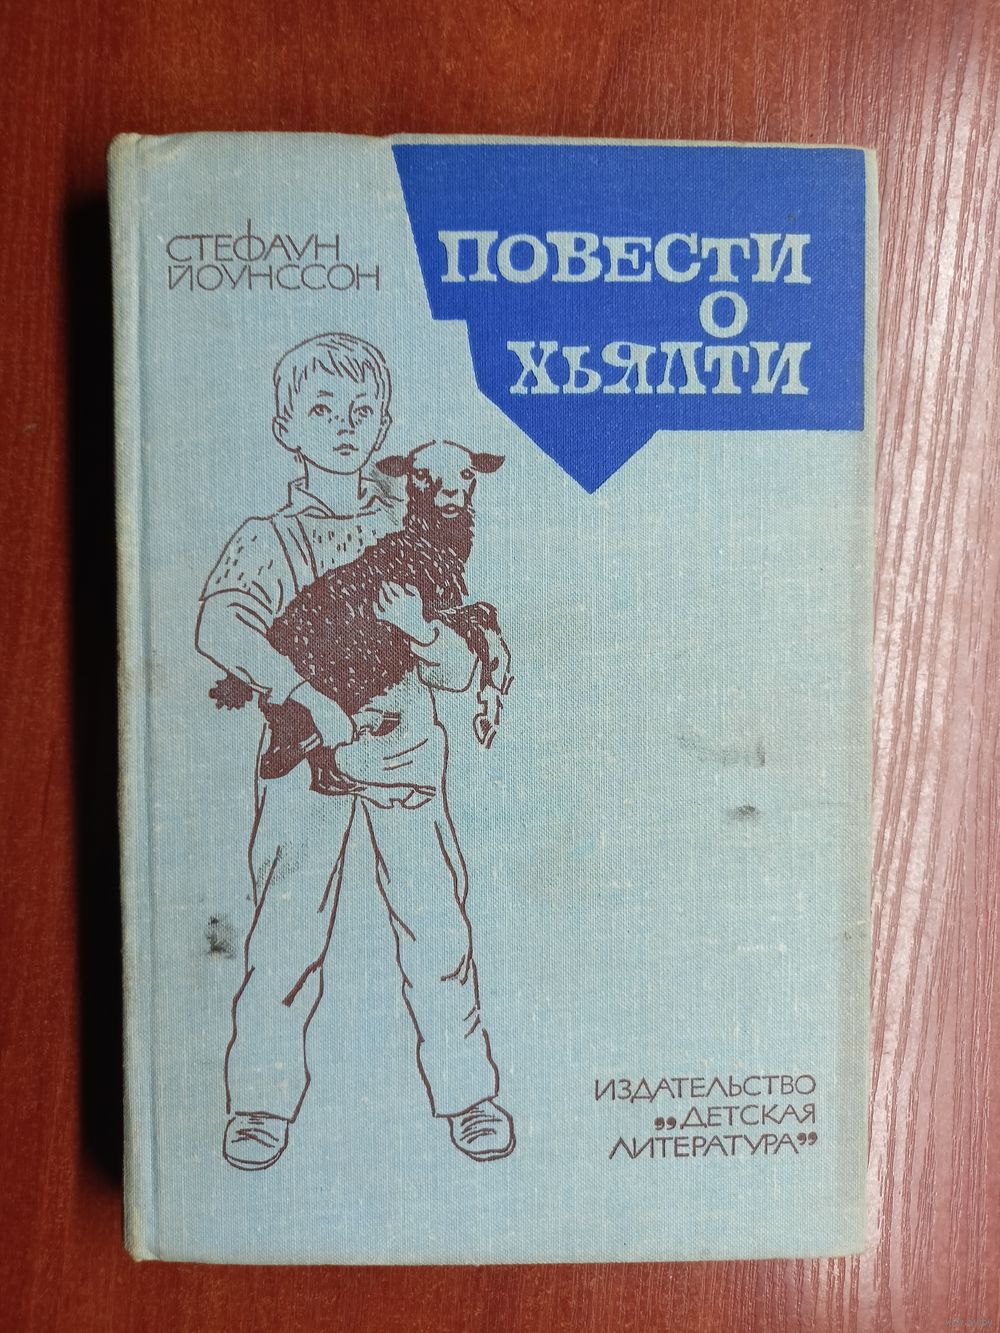 СТЕФАУН
ЙОУНССОН
ПОВЕСТИ
О
ХЬЯЛТИ
ИЗДАТЕЛЬСТВО
„ДЕТСКАЯ
ЛИТЕРАТУРА”